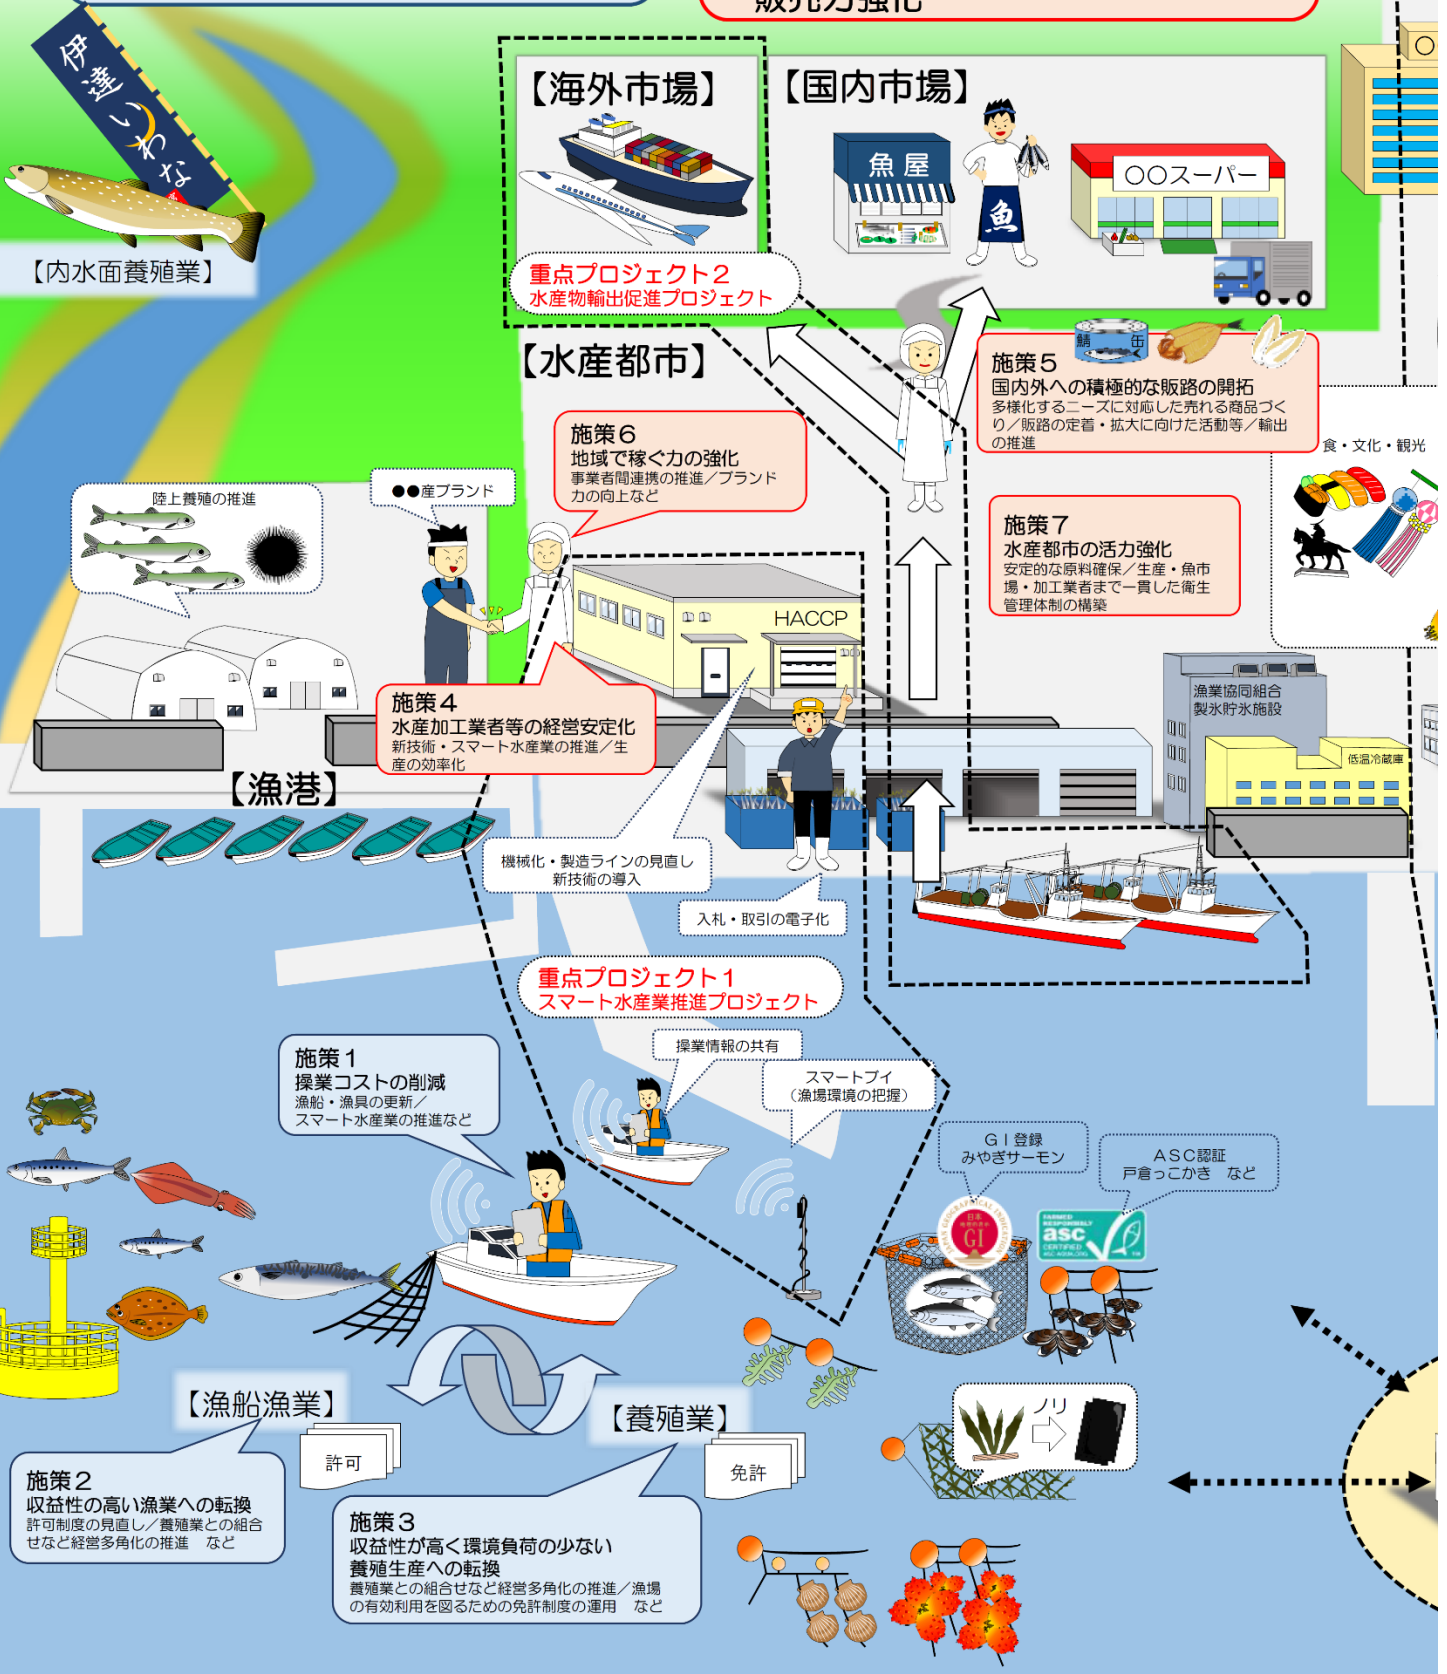 販売力強化
伊達いわな
【内水面養殖業】
【海外市場】
【国内市場】
魚屋
魚
〇〇スーパー
〇
重点プロジェクト2
水産物輸出促進プロジェクト
【水産都市】
鯖 缶
施策5
国内外への積極的な販路の開拓
多様化するニーズに対応した売れる商品づく
り／販路の定着・拡大に向けた活動等／輸出
の推進
施策6
地域で稼ぐ力の強化
事業者間連携の推進／ブランド
力の向上など
食・文化・観光
●●産ブランド
陸上養殖の推進
施策7
水産都市の活力強化
安定的な原料確保／生産・魚市
場・加工業者まで一貫した衛生
管理体制の構築
HACCP
施策4
水産加工業者等の経営安定化
新技術・スマート水産業の推進／生
産の効率化
漁業協同組合
製氷貯氷施設
低温冷蔵庫
【漁港】
機械化・製造ラインの見直し
新技術の導入
入札・取引の電子化
重点プロジェクト1
スマート水産業推進プロジェクト
操業情報の共有
スマートブイ
（漁場環境の把握）
施策1
操業コストの削減
漁船・漁具の更新／
スマート水産業の推進など
GI登録
みやぎサーモン
ASC認証
戸倉っこかき　など
JAPAN GEOGRAPHICAL INDICATION
日本
地理的表示
GI
FARMED
RESPONSIBLY
asc
CERTIFIED
ASC-AQUA.ORG
【漁船漁業】
許可
【養殖業】
免許
ノリ
施策2
収益性の高い漁業への転換
許可制度の見直し／養殖業との組合
せなど経営多角化の推進　など
施策3
収益性が高く環境負荷の少ない
養殖生産への転換
養殖業との組合せなど経営多角化の推進／漁場
の有効利用を図るための免許制度の運用　など